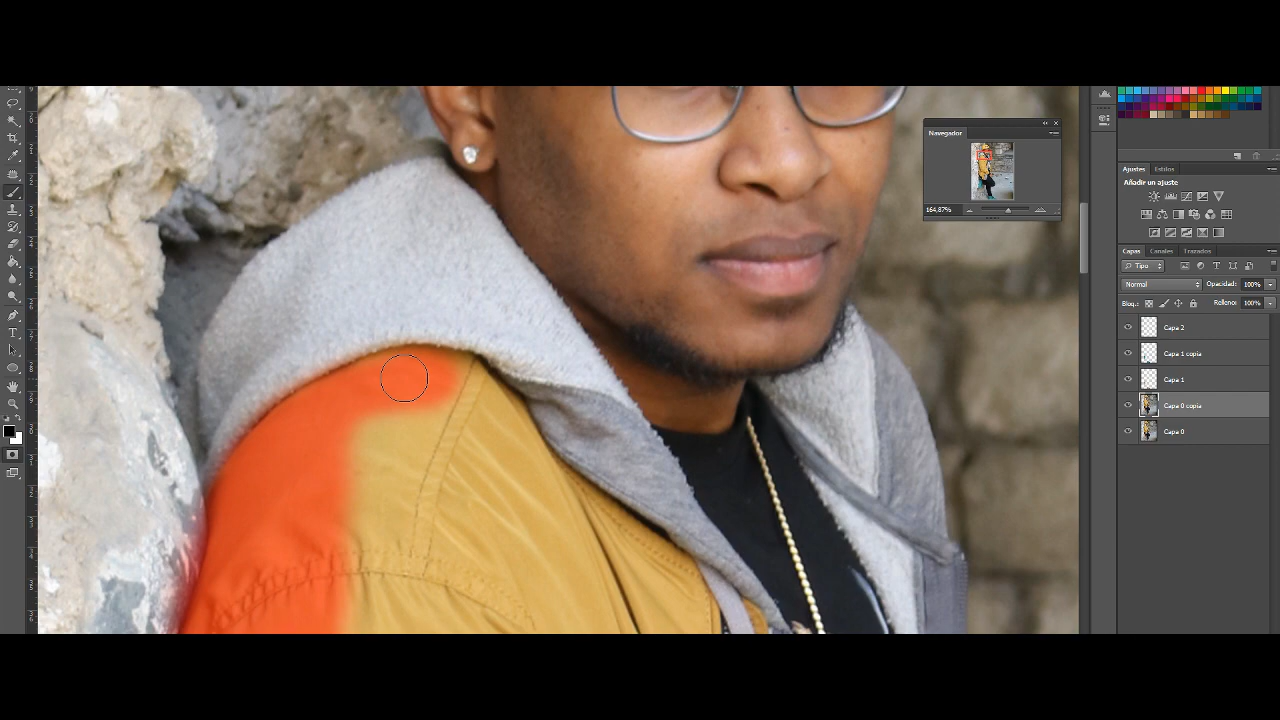 Navegador
164,87%
Ajustes Estilos
Añadir un ajuste
Capas Canales Trazados
Tipo
Normal Opacidad: 100%
Bloq.: Relleno: 100%
Capa 2
Capa 1 copia
Capa 1
Capa 0 copia
Capa 0